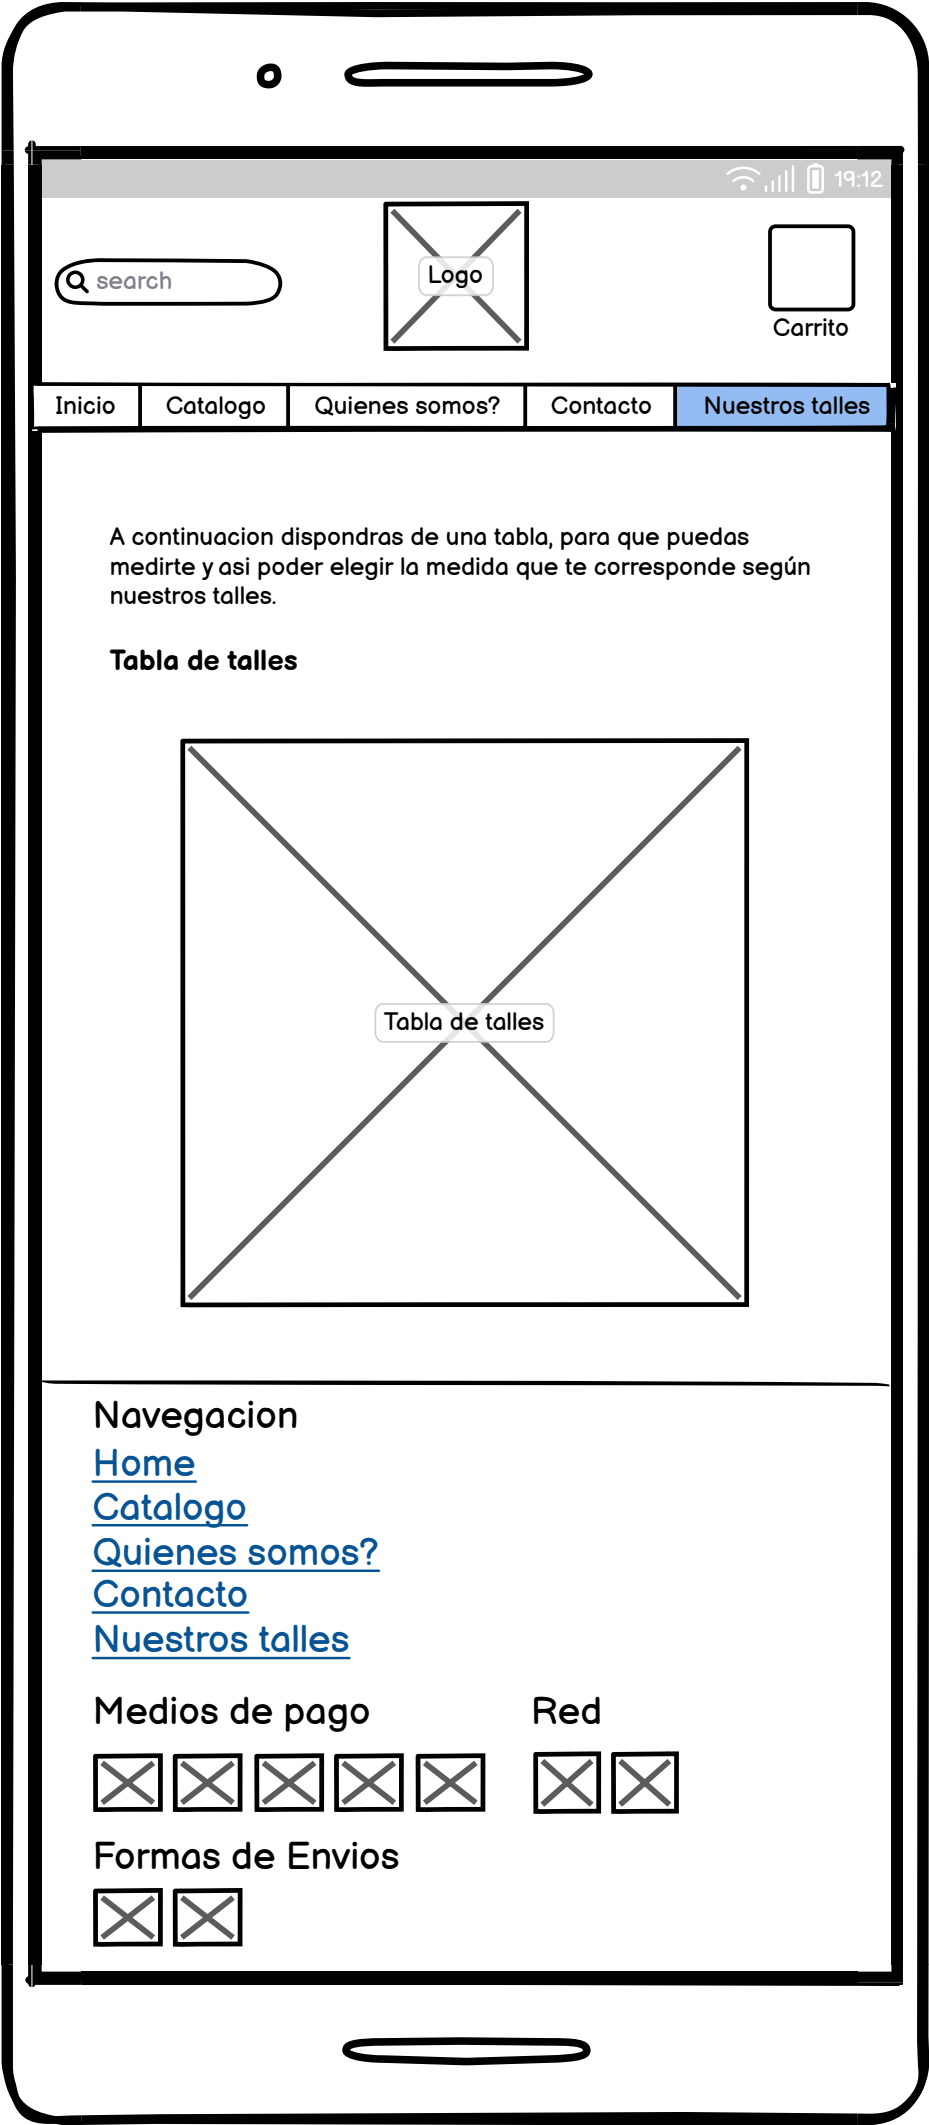 19:12
search
Logo
Carrito
Inicio
Catalogo
Quienes somos?
Contacto
Nuestros talles
A continuacion dispondras de una tabla, para que puedas
medirte y asi poder elegir la medida que te corresponde según
nuestros talles.
Tabla de talles
Tabla de talles
Navegacion
Home
Catalogo
Quienes somos?
Contacto
Nuestros talles
Medios de pago
Red
Formas de Envios